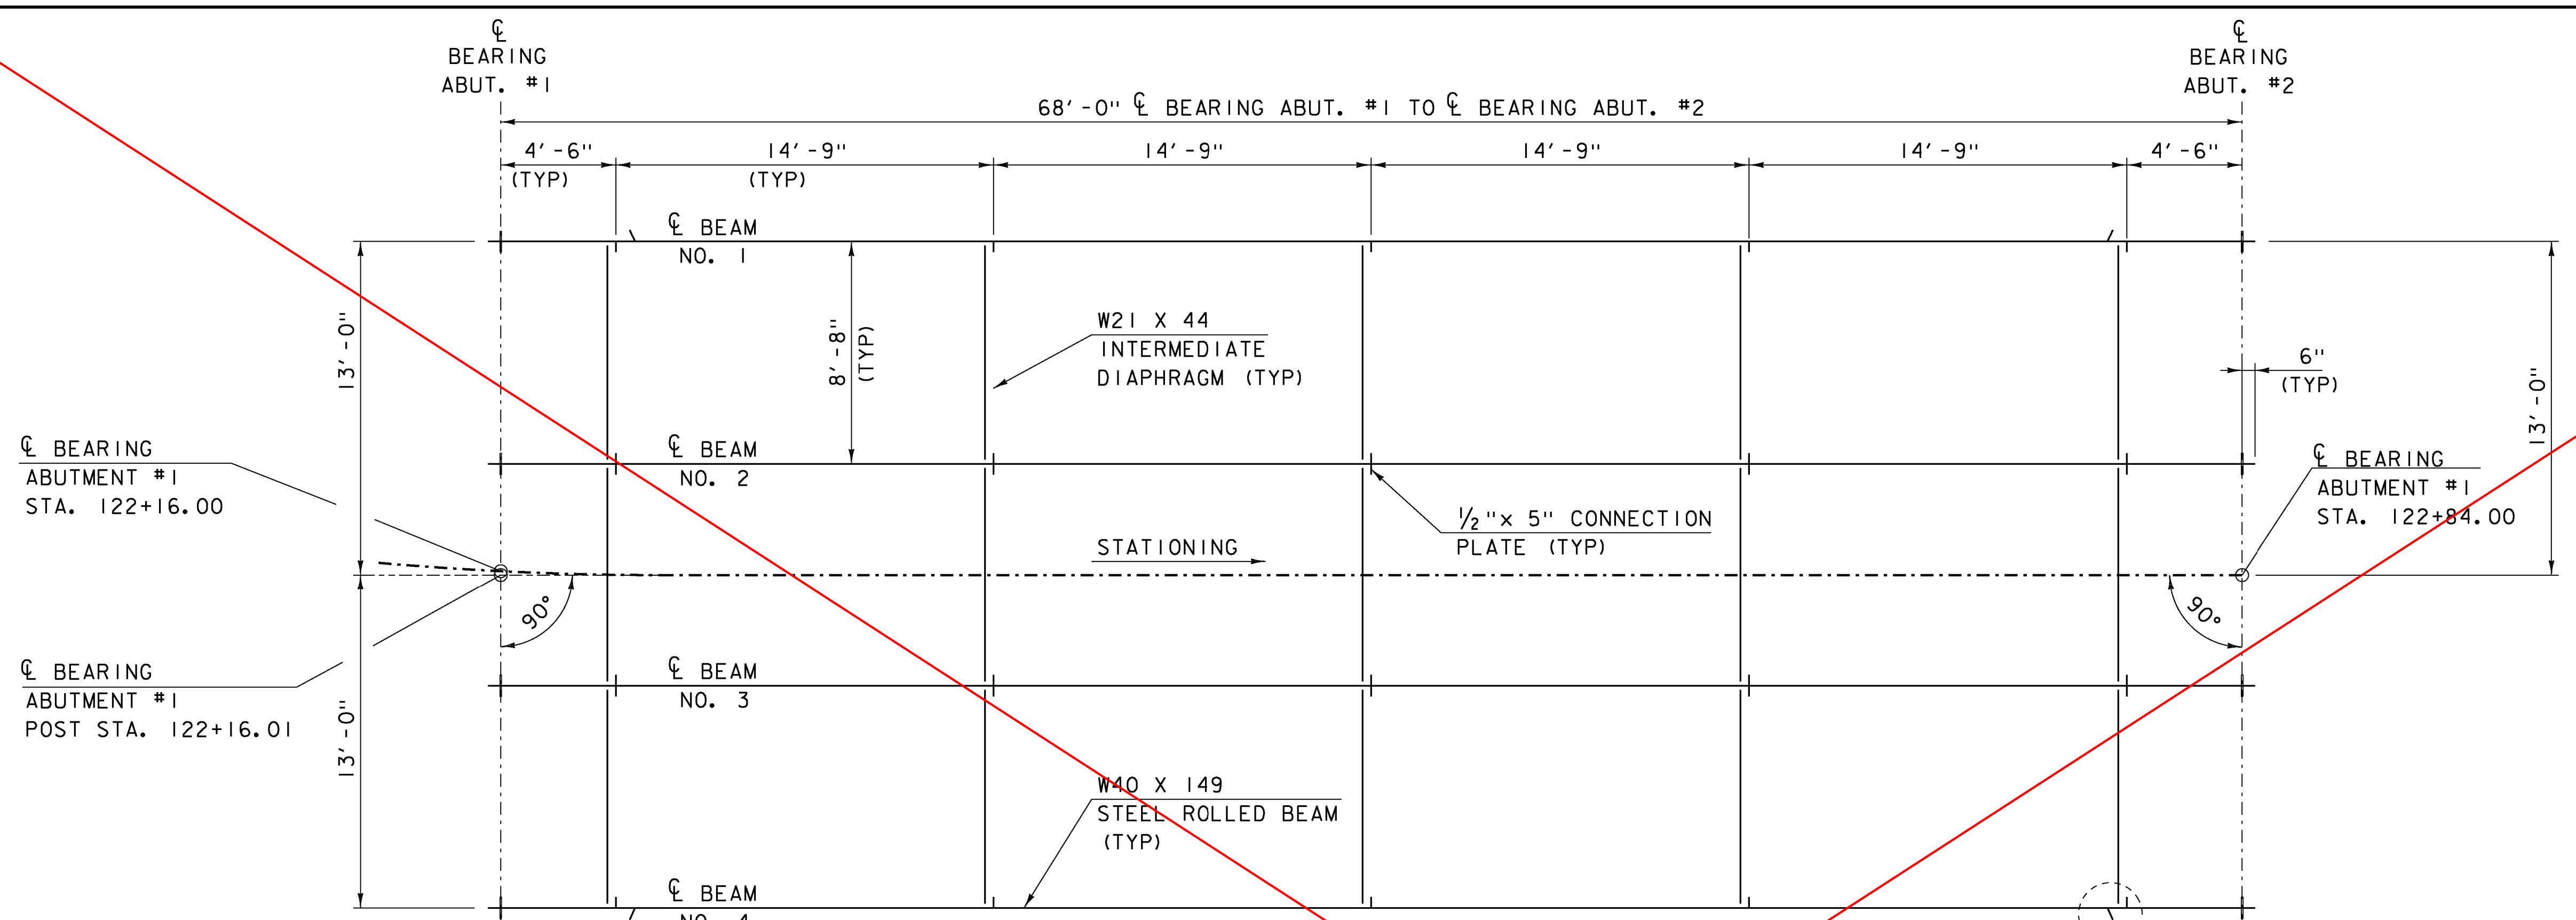 ℄
BEARING
ABUT. #1
℄
BEARING
ABUT. #2
68'-0" ℄ BEARING ABUT. #1 TO ℄ BEARING ABUT. #2
4'-6"
(TYP)
14'-9"
(TYP)
14'-9"
14'-9"
14'-9"
4'-6"
℄ BEAM
NO. 1
13'-0"
8'-8"
(TYP)
W21 X 44
INTERMEDIATE
DIAPHRAGM (TYP)
6"
(TYP)
13'-0"
℄ BEARING
ABUTMENT #1
STA. 122+16.00
℄ BEAM
NO. 2
℄ BEARING
ABUTMENT #1
STA. 122+84.00
1/2"x 5" CONNECTION
PLATE (TYP)
STATIONING
90°
90°
℄ BEARING
ABUTMENT #1
POST STA. 122+16.01
℄ BEAM
NO. 3
13'-0"
W40 X 149
STEEL ROLLED BEAM
(TYP)
℄ BEAM
NO. 4